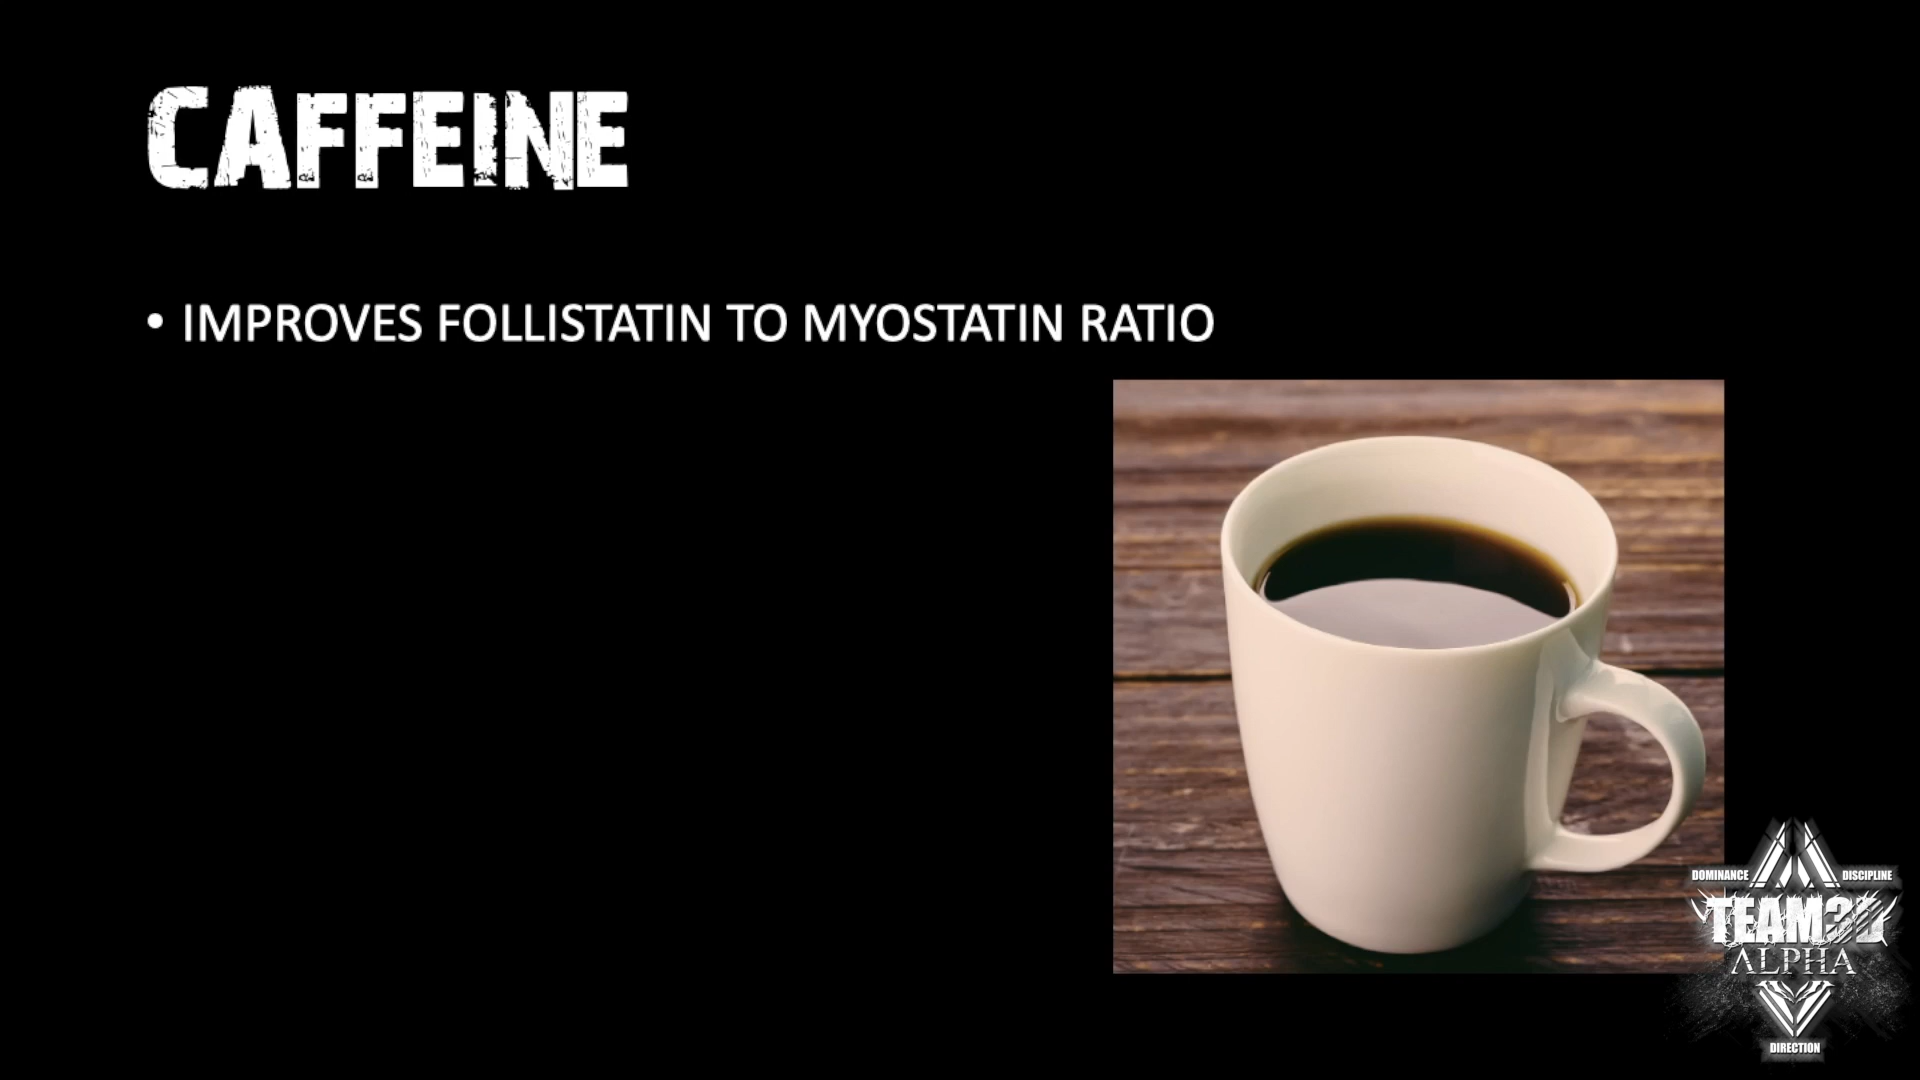 CAFFEINE
• IMPROVES FOLLISTATIN TO MYOSTATIN RATIO
DOMINANCE DISCIPLINE
TEAM3D
ALPHA
DIRECTION